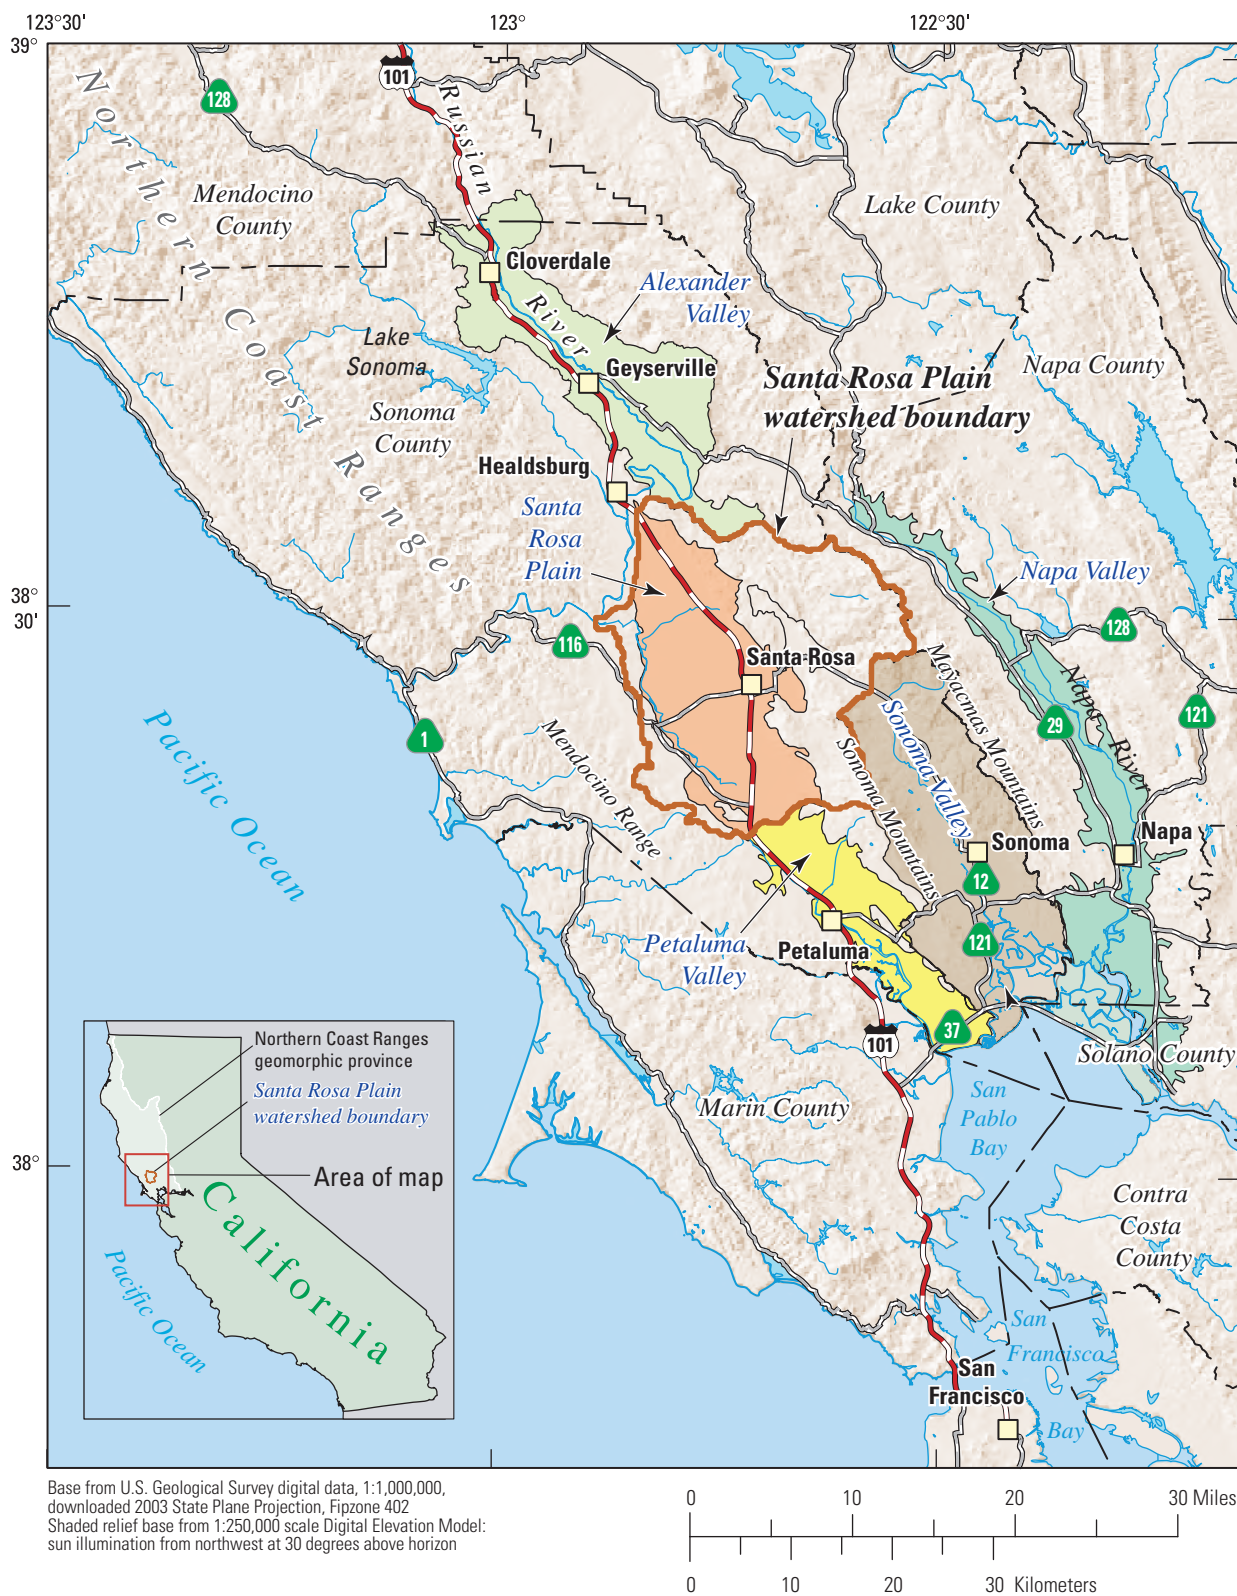 123°30'
123°
122°30'
39°
101
128
Russian
Northern Coast Ranges
Mendocino
County
Lake County
Cloverdale
Alexander
Valley
River
Lake
Sonoma
Geyserville
Santa Rosa Plain
watershed boundary
Napa County
Sonoma
County
Healdsburg
Santa
Rosa
Plain
Napa Valley
38°
30'
128
116
Santa Rosa
Mayacmas Mountains
Napa River
121
29
1
Pacific Ocean
Mendocino Range
Sonoma Mountains
Sonoma Valley
Sonoma
Napa
12
121
Petaluma
Valley
Petaluma
37
101
Solano County
San
Pablo
Bay
Marin County
Northern Coast Ranges
geomorphic province
Santa Rosa Plain
watershed boundary
Area of map
California
Pacific Ocean
38°
Contra
Costa
County
San
Francisco
Bay
San
Francisco
Base from U.S. Geological Survey digital data, 1:1,000,000,
downloaded 2003 State Plane Projection, Fipzone 402
Shaded relief base from 1:250,000 scale Digital Elevation Model:
sun illumination from northwest at 30 degrees above horizon
0 10 20 30 Miles
0 10 20 30 Kilometers